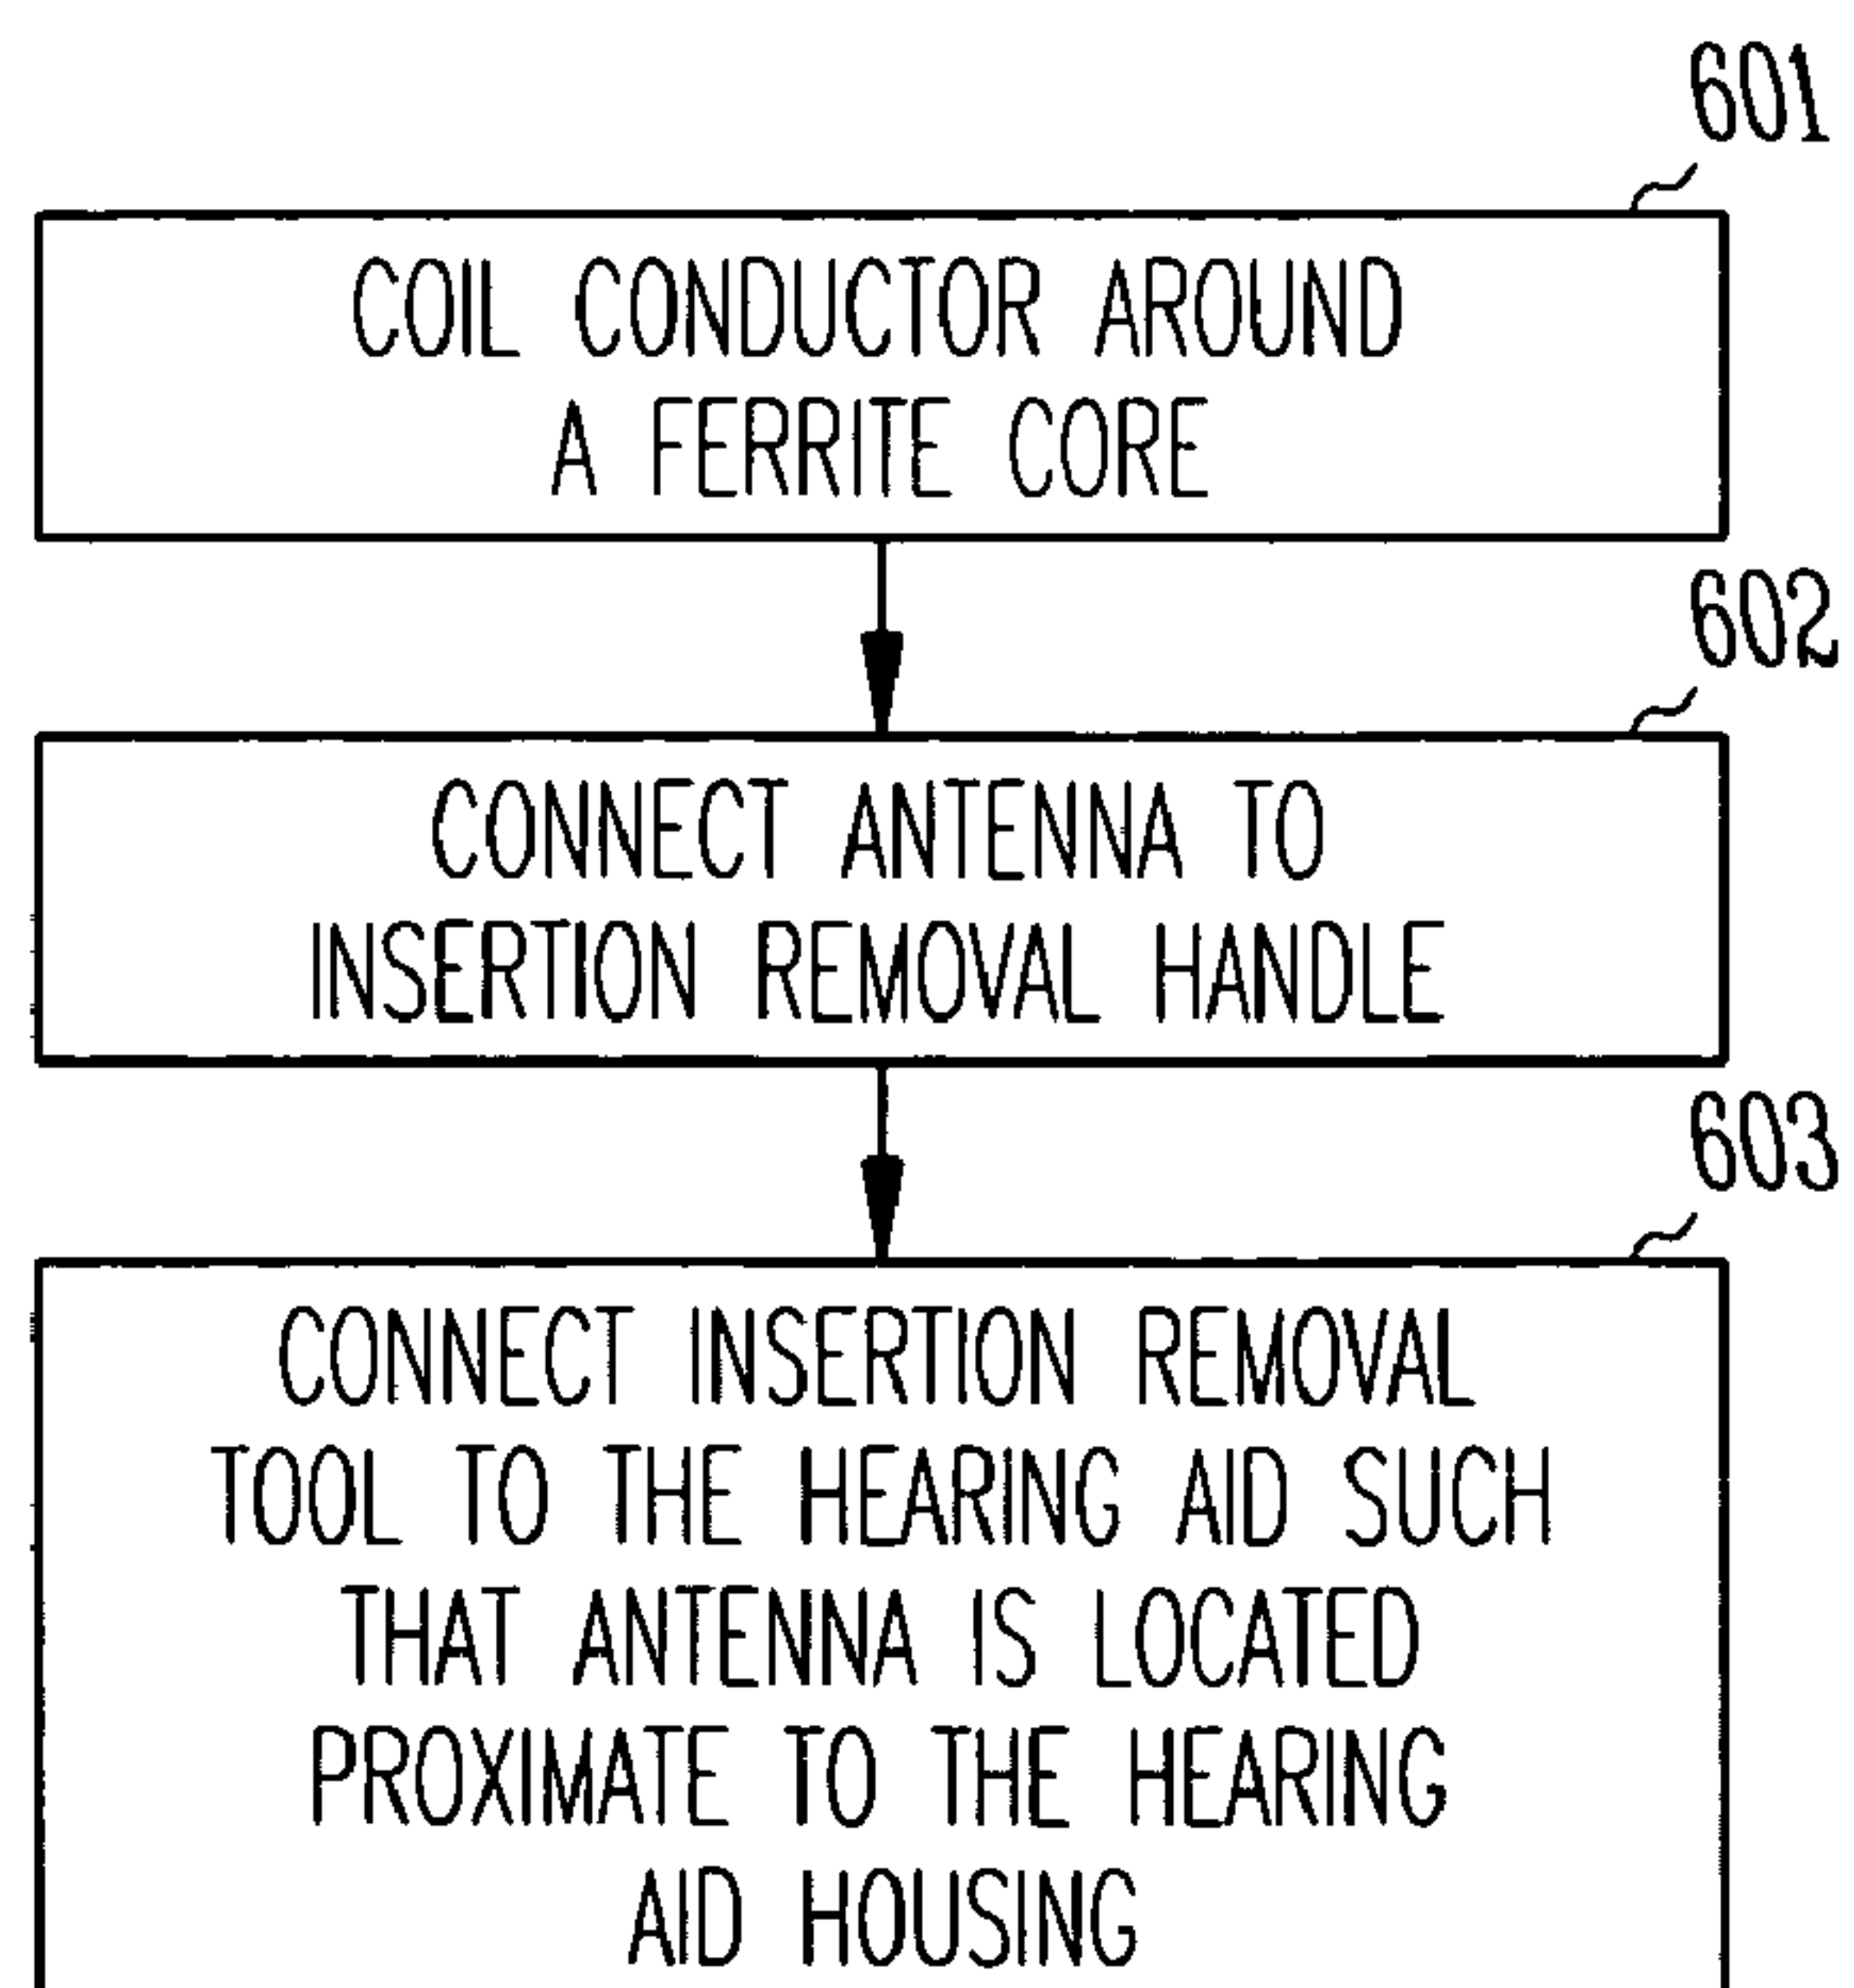 601
COIL CONDUCTOR AROUND
A FERRITE CORE
602
CONNECT ANTENNA TO
INSERTION REMOVAL HANDLE
603
CONNECT INSERTION REMOVAL
TOOL TO THE HEARING AID SUCH
THAT ANTENNA IS LOCATED
PROXIMATE TO THE HEARING
AID HOUSING